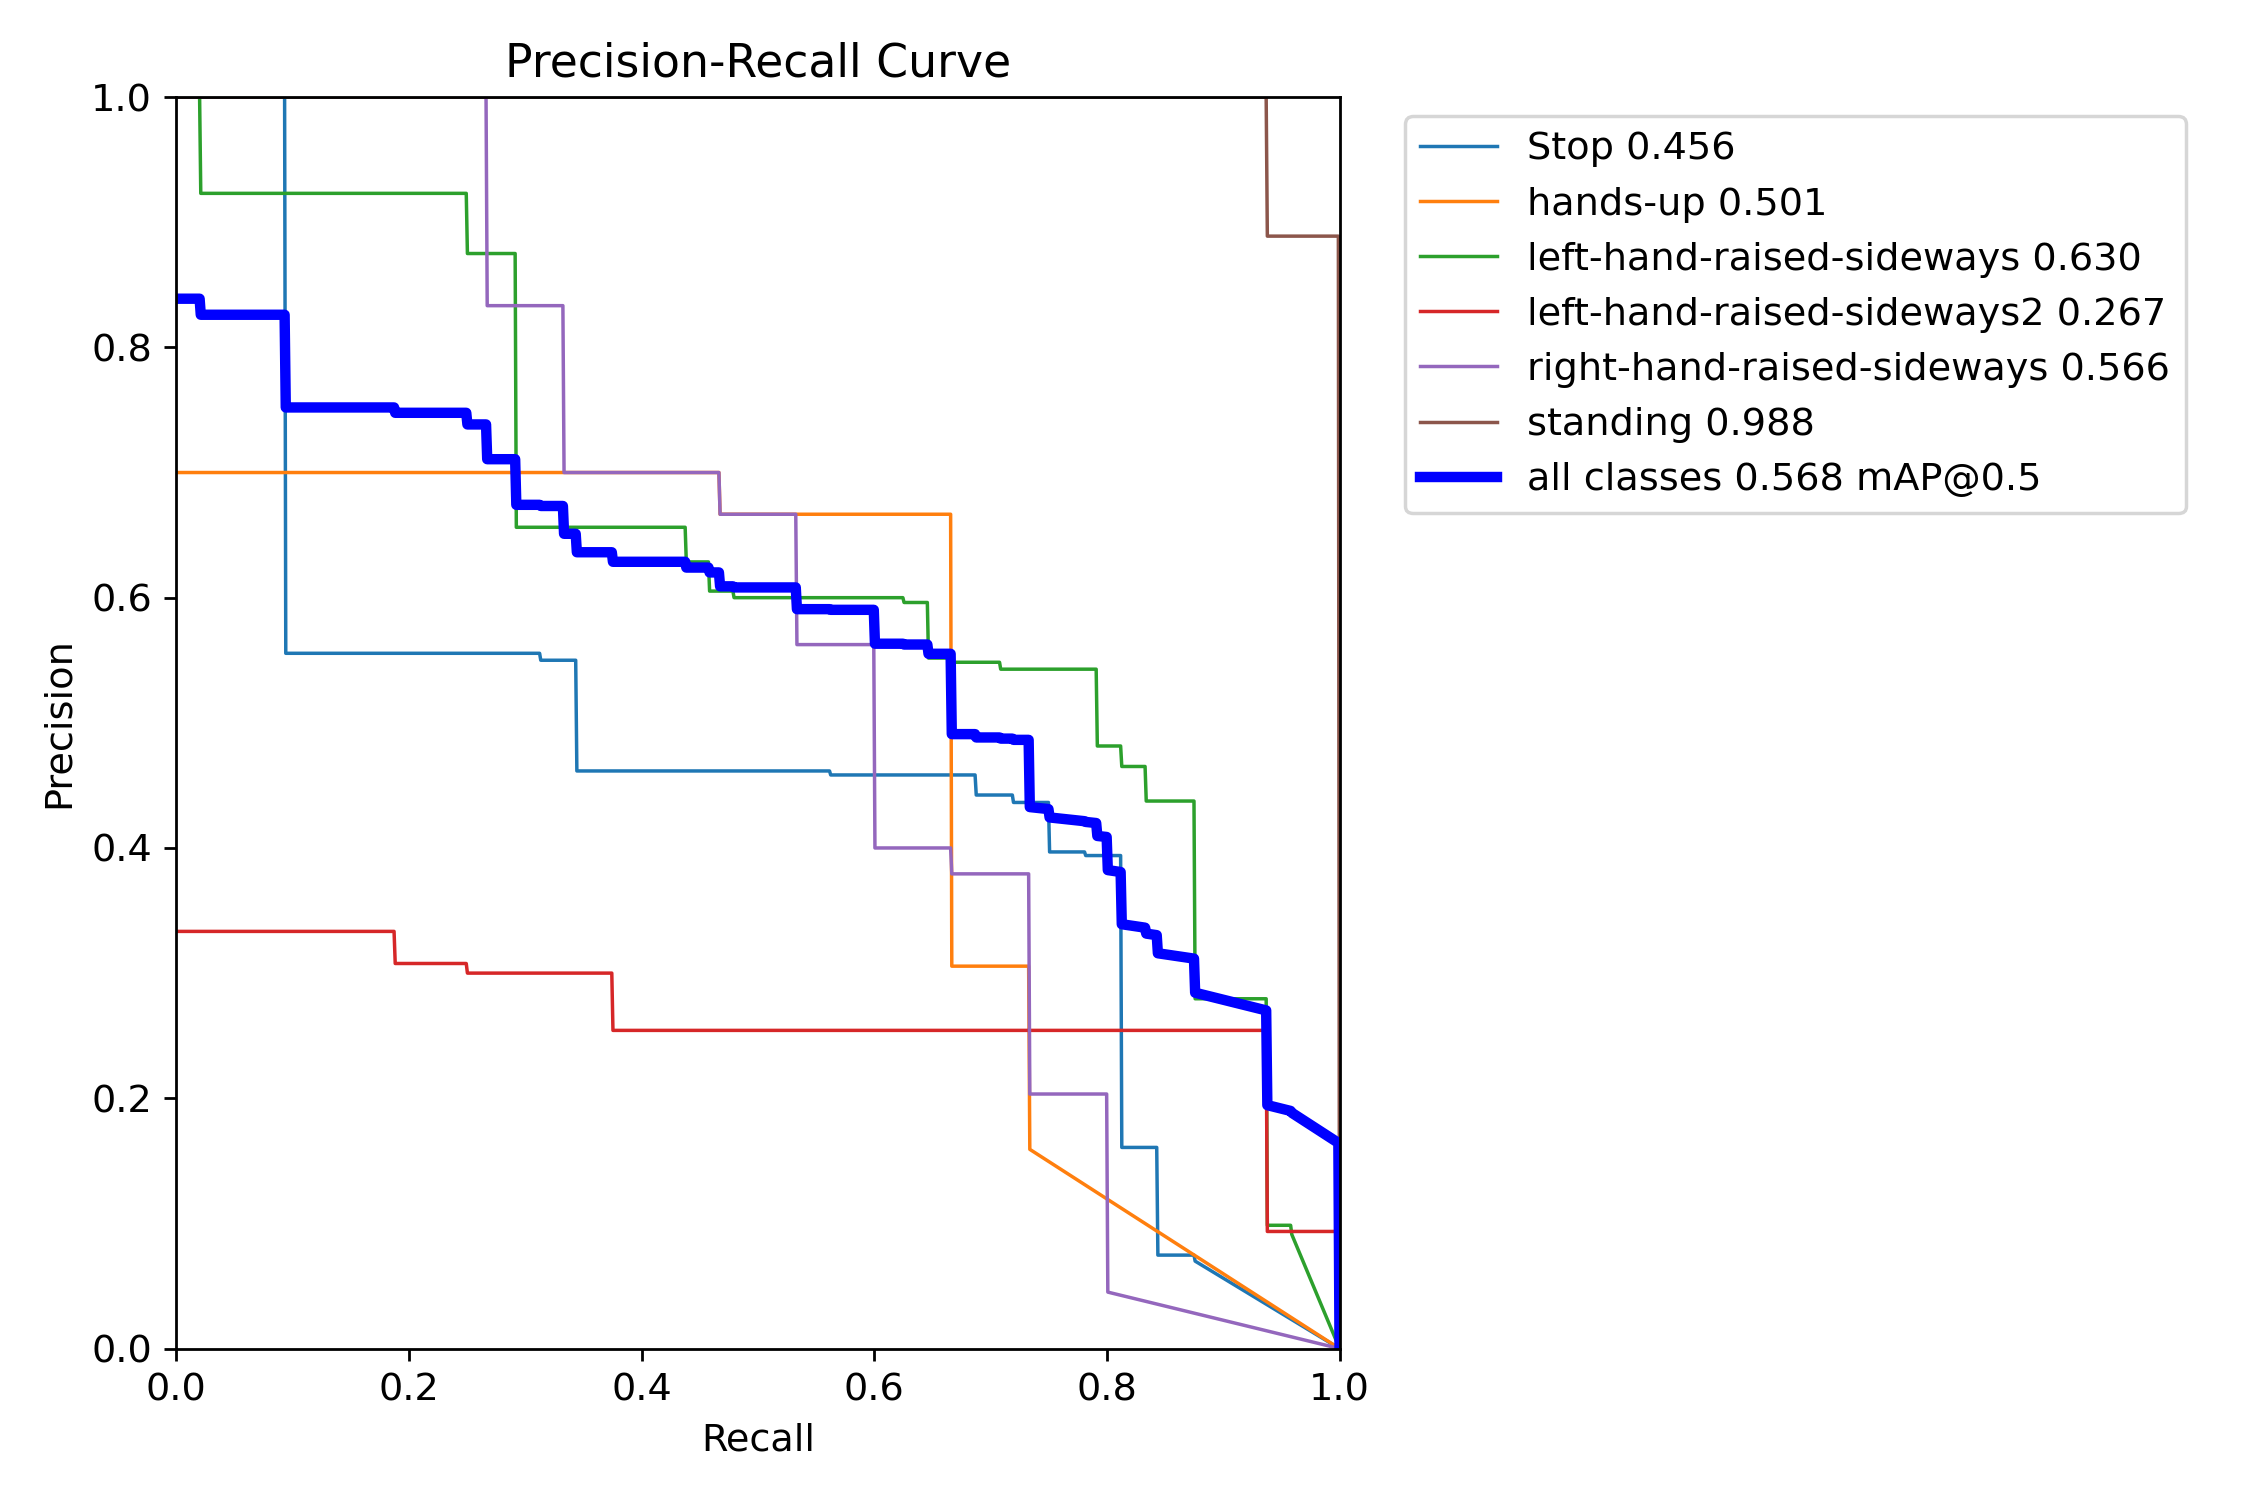 Precision-Recall Curve
1.0
0.8
0.6
0.4
0.2
0.0
Precision
0.0 0.2 0.4 0.6 0.8 1.0
Recall
Stop 0.456
hands-up 0.501
left-hand-raised-sideways 0.630
left-hand-raised-sideways2 0.267
right-hand-raised-sideways 0.566
standing 0.988
all classes 0.568 mAP@0.5